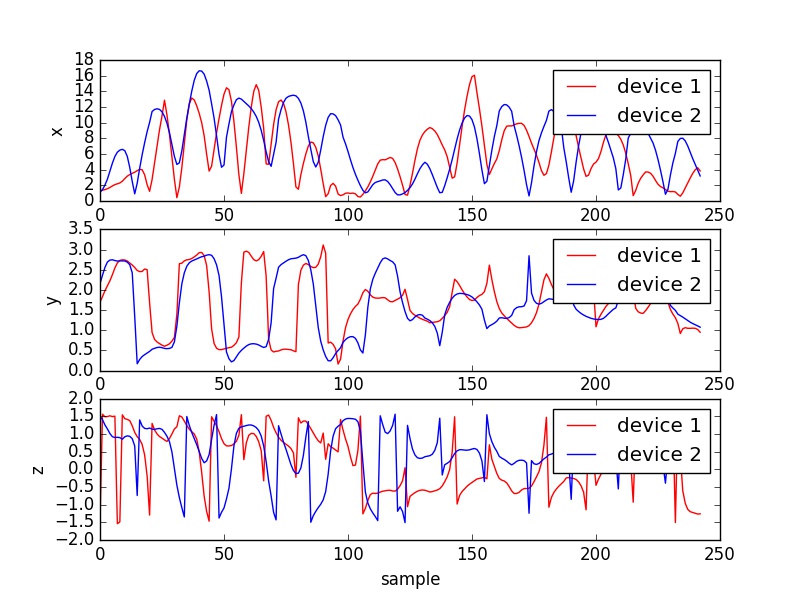 18
16
14
12
10
8
6
4
2
0
x
device 1
device 2
0 50 100 150 200 250
3.5
3.0
2.5
2.0
1.5
1.0
0.5
0.0
y
device 1
device 2
0 50 100 150 200 250
2.0
1.5
1.0
0.5
0.0
−0.5
−1.0
−1.5
−2.0
z
device 1
device 2
0 50 100 150 200 250
sample